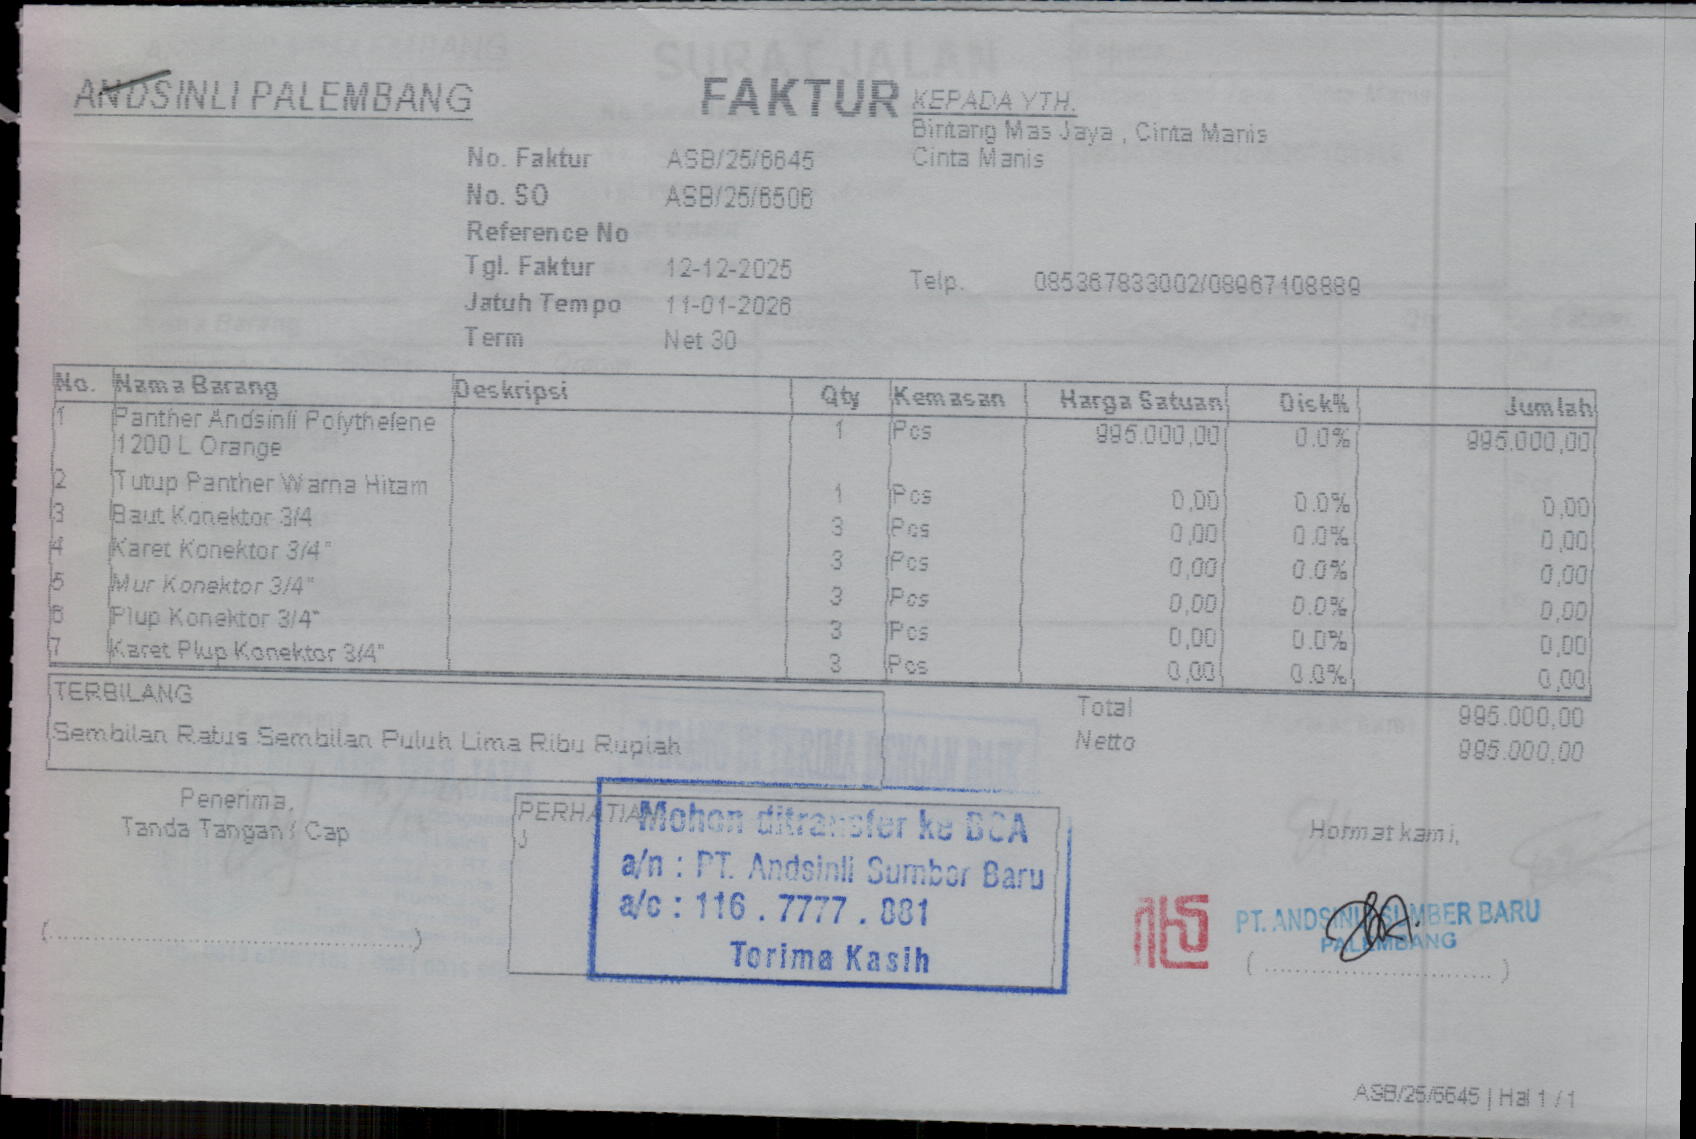 ANDSINLI PALEMBANG
FAKTUR
KEPADA YTH.
Bintang Mas Jaya , Cinta Manis
Cinta Manis
No. Faktur ASB/25/6645
No. SO ASB/25/6506
Reference No
Tgl. Faktur 12-12-2025
Jatuh Tempo 11-01-2026
Term Net 30
Telp. 085367833002/08967108889
No. Nama Barang Deskripsi Qty Kemasan Harga Satuan Disk% Jumlah
1 Panther Andsinli Polythelene 1 Pcs 995.000,00 0.0% 995.000,00
1200 L Orange
2 Tutup Panther Warna Hitam 1 Pcs 0,00 0.0% 0,00
3 Baut Konektor 3/4 3 Pcs 0,00 0.0% 0,00
4 Karet Konektor 3/4" 3 Pcs 0,00 0.0% 0,00
5 Mur Konektor 3/4" 3 Pcs 0,00 0.0% 0,00
6 Plup Konektor 3/4" 3 Pcs 0,00 0.0% 0,00
7 Karet Plup Konektor 3/4" 3 Pcs 0,00 0.0% 0,00
TERBILANG
Sembilan Ratus Sembilan Puluh Lima Ribu Rupiah
Total 995.000,00
Netto 995.000,00
Penerima,
Tanda Tangan / Cap
(..................................................)
PERHATIAN
Mohon ditransfer ke BCA
a/n : PT. Andsinli Sumber Baru
a/c : 116 . 7777 . 881
Terima Kasih
Hormat kami,
PT. ANDSINLI SUMBER BARU
PALEMBANG
( ................................ )
ASB/25/6645 | Hal 1 / 1